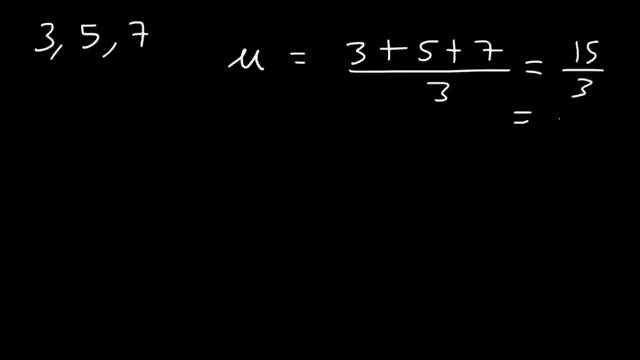 3, 5, 7
μ = (3 + 5 + 7)/3 = 15/3
=